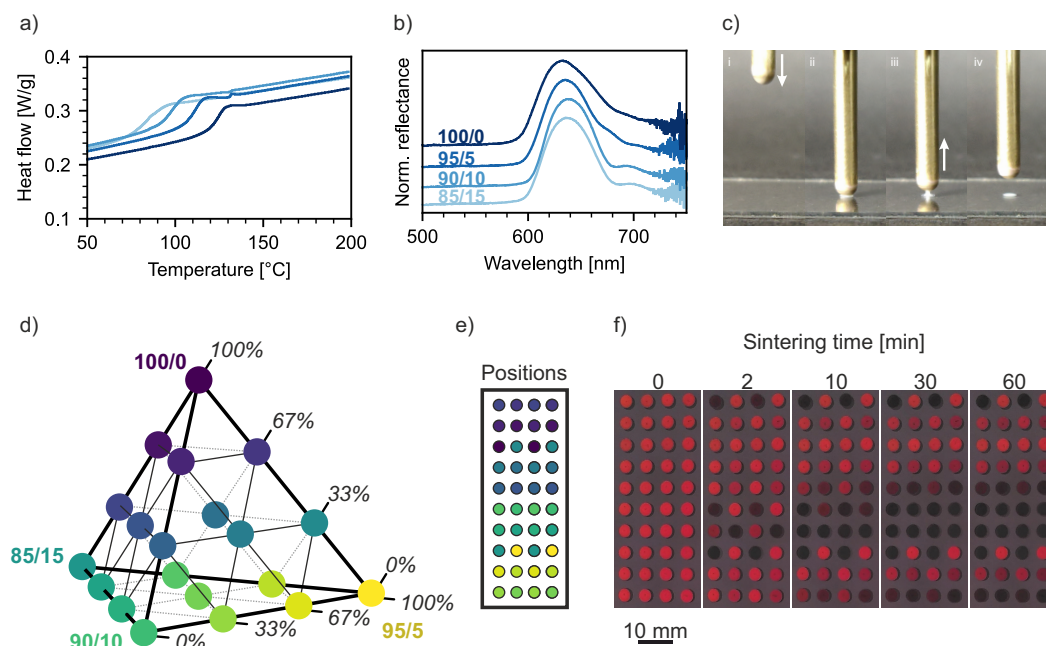 a)
0.4
0.3
0.2
0.1
Heat flow [W/g]
50
100
150
200
Temperature [°C]
b)
Norm. reflectance
100/0
95/5
90/10
85/15
500
600
700
Wavelength [nm]
c)
i
ii
iii
iv
d)
100/0
100%
67%
33%
0%
85/15
100%
67%
33%
0%
95/5
90/10
e)
Positions
f)
Sintering time [min]
0
2
10
30
60
10 mm